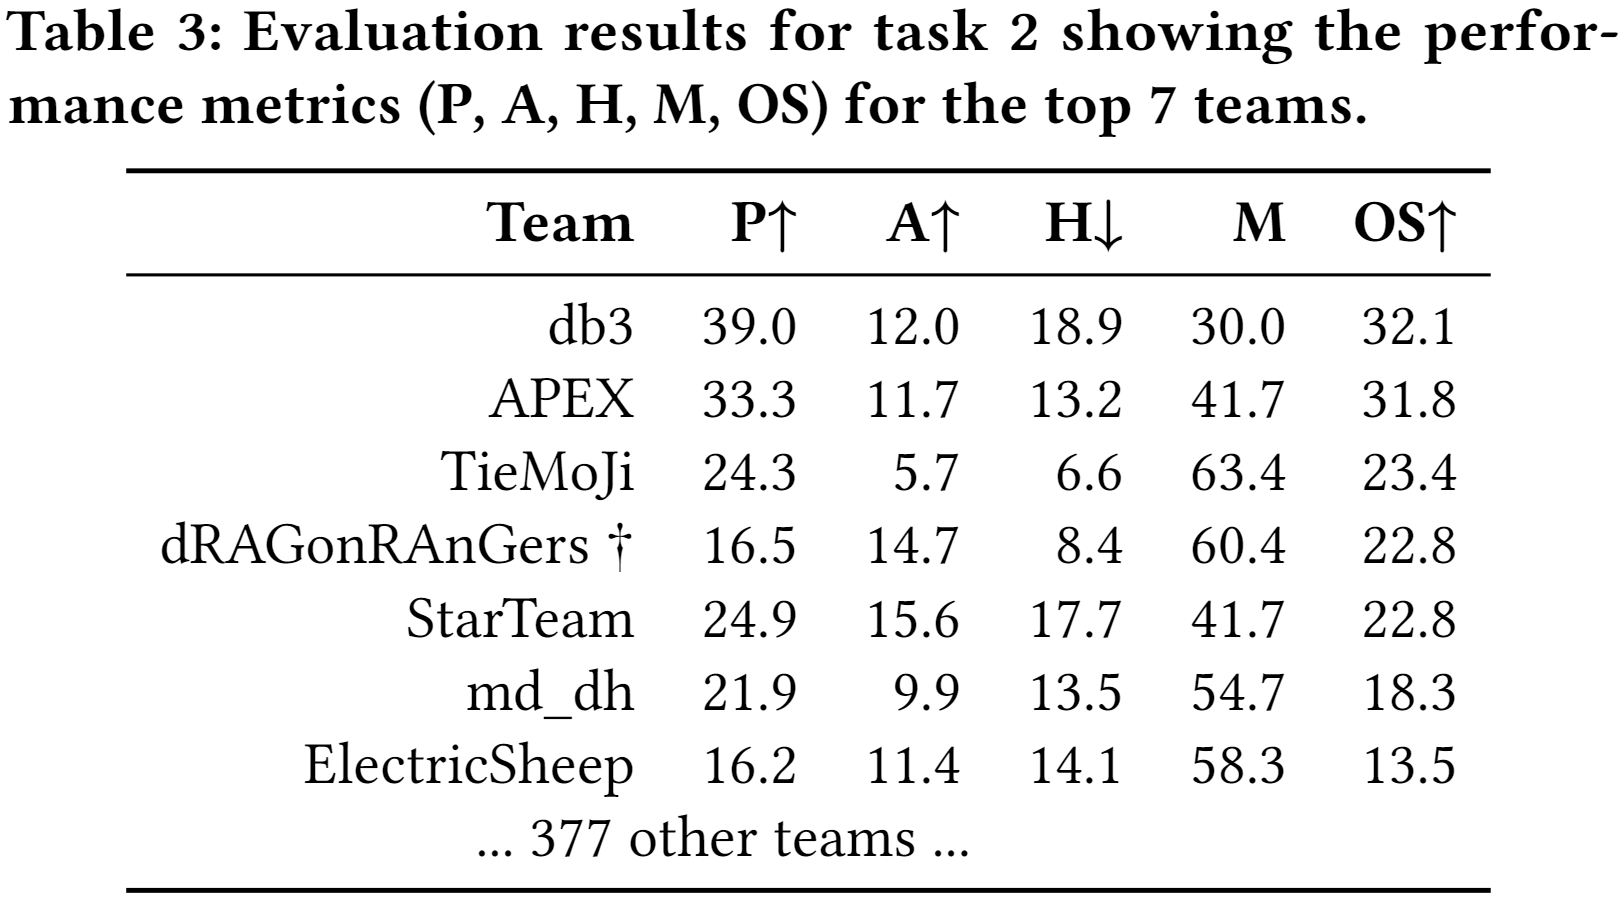 Table 3: Evaluation results for task 2 showing the perfor-
mance metrics (P, A, H, M, OS) for the top 7 teams.
Team P↑ A↑ H↓ M OS↑
db3 39.0 12.0 18.9 30.0 32.1
APEX 33.3 11.7 13.2 41.7 31.8
TieMoJi 24.3 5.7 6.6 63.4 23.4
dRAGonRAnGers † 16.5 14.7 8.4 60.4 22.8
StarTeam 24.9 15.6 17.7 41.7 22.8
md_dh 21.9 9.9 13.5 54.7 18.3
ElectricSheep 16.2 11.4 14.1 58.3 13.5
... 377 other teams ...